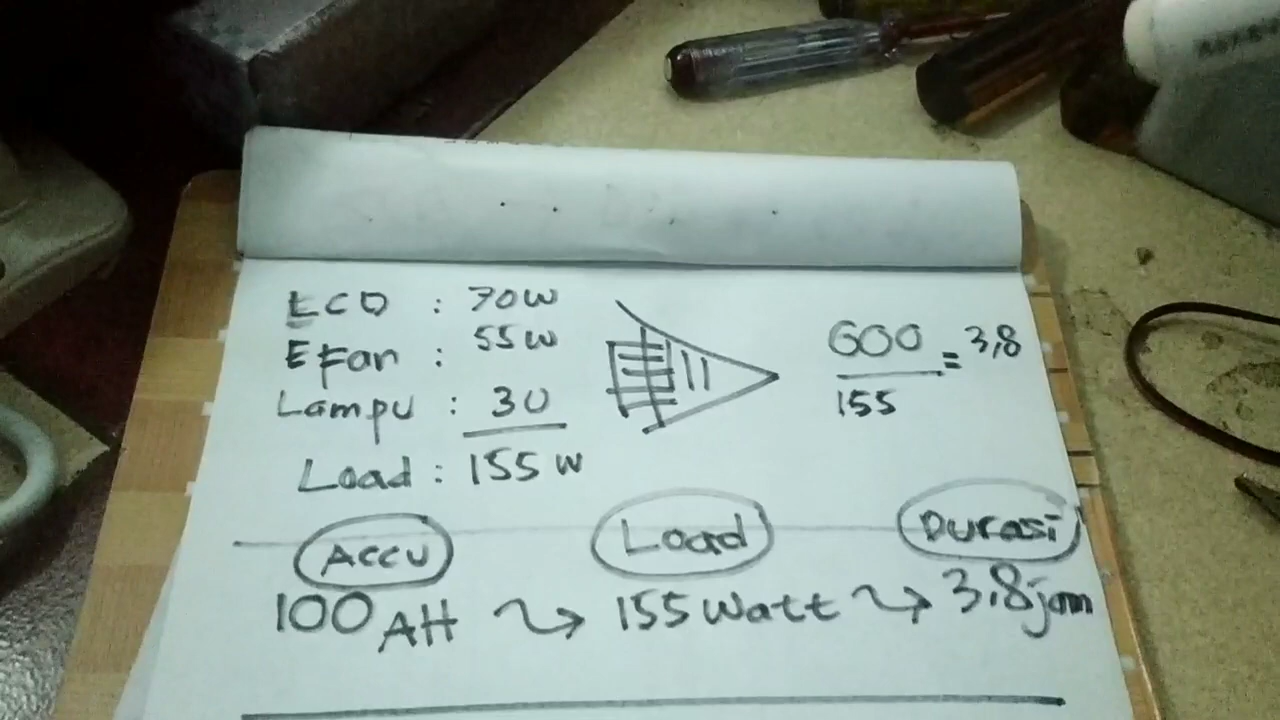 LCD : 70W
EFan : 55W
Lampu : 30
Load : 155 W
600
155
= 3,8
Accu
Load
Durasi
100 AH
155 Watt
3,8 jam